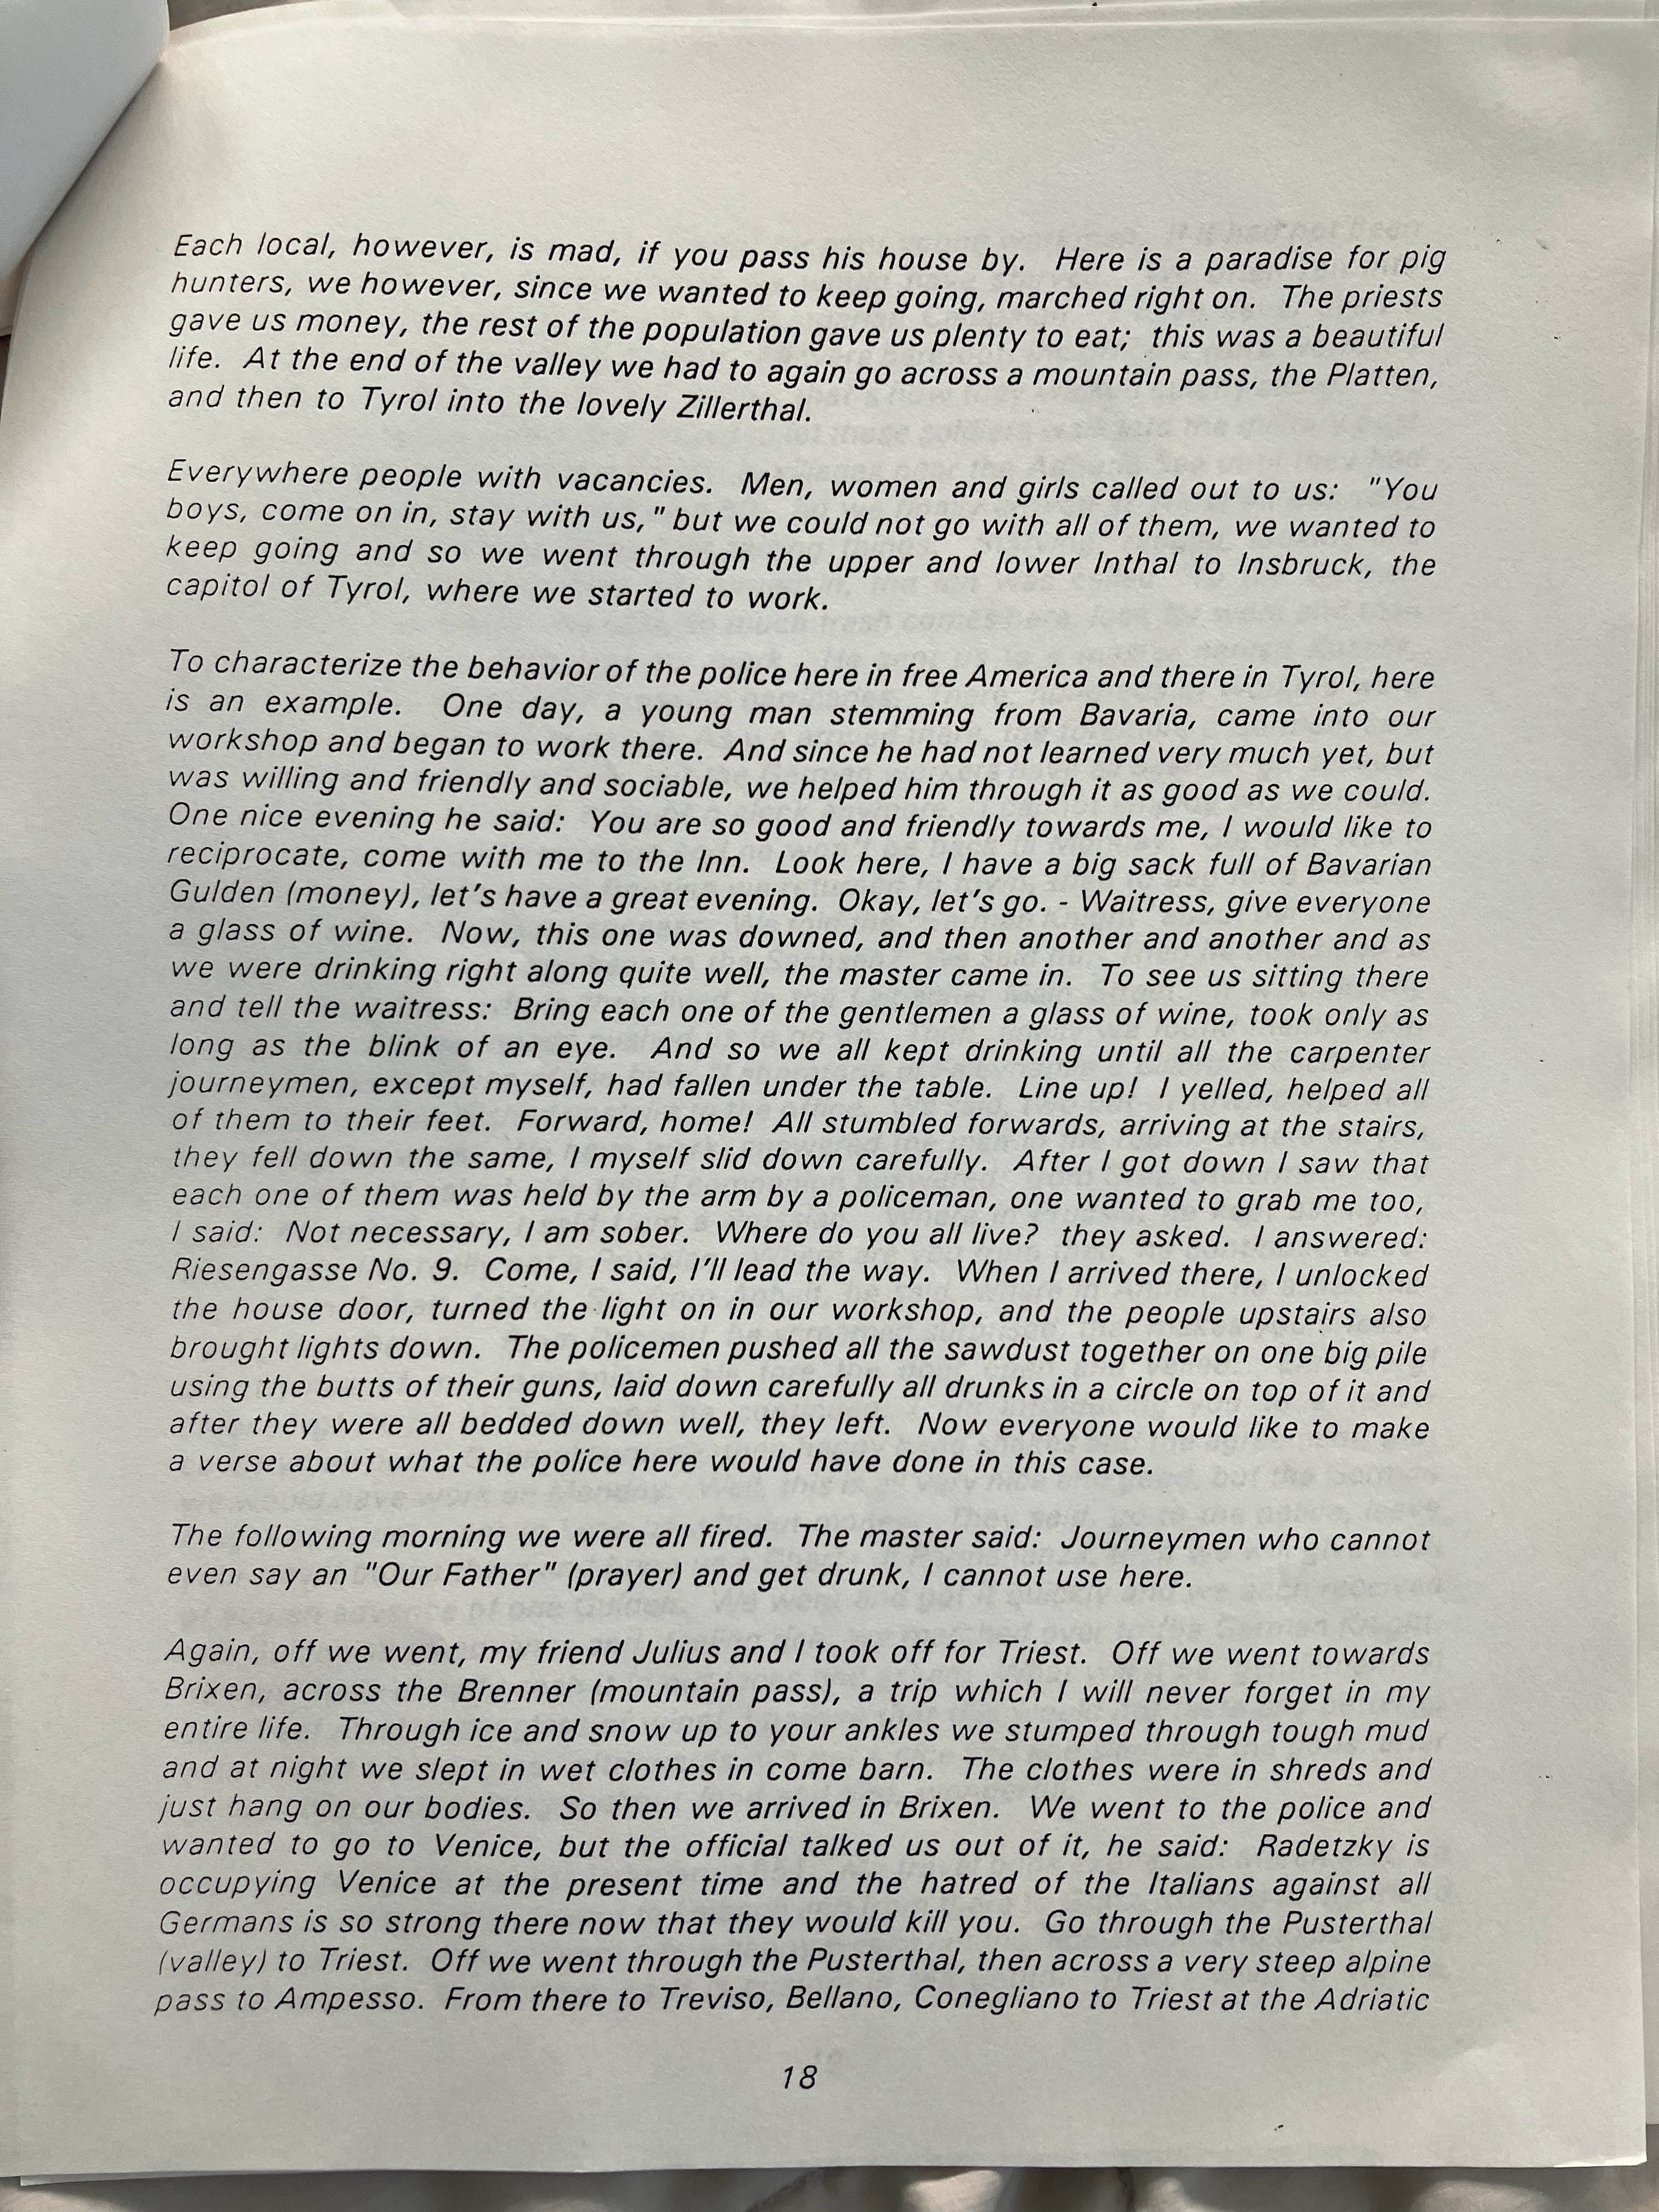 Each local, however, is mad, if you pass his house by. Here is a paradise for pig
hunters, we however, since we wanted to keep going, marched right on. The priests
gave us money, the rest of the population gave us plenty to eat; this was a beautiful
life. At the end of the valley we had to again go across a mountain pass, the Platten,
and then to Tyrol into the lovely Zillerthal.
Everywhere people with vacancies. Men, women and girls called out to us: "You
boys, come on in, stay with us," but we could not go with all of them, we wanted to
keep going and so we went through the upper and lower Inthal to Insbruck, the
capitol of Tyrol, where we started to work.
To characterize the behavior of the police here in free America and there in Tyrol, here
is an example. One day, a young man stemming from Bavaria, came into our
workshop and began to work there. And since he had not learned very much yet, but
was willing and friendly and sociable, we helped him through it as good as we could.
One nice evening he said: You are so good and friendly towards me, I would like to
reciprocate, come with me to the Inn. Look here, I have a big sack full of Bavarian
Gulden (money), let's have a great evening. Okay, let's go. - Waitress, give everyone
a glass of wine. Now, this one was downed, and then another and another and as
we were drinking right along quite well, the master came in. To see us sitting there
and tell the waitress: Bring each one of the gentlemen a glass of wine, took only as
long as the blink of an eye. And so we all kept drinking until all the carpenter
journeymen, except myself, had fallen under the table. Line up! I yelled, helped all
of them to their feet. Forward, home! All stumbled forwards, arriving at the stairs,
they fell down the same, I myself slid down carefully. After I got down I saw that
each one of them was held by the arm by a policeman, one wanted to grab me too,
I said: Not necessary, I am sober. Where do you all live? they asked. I answered:
Riesengasse No. 9. Come, I said, I'll lead the way. When I arrived there, I unlocked
the house door, turned the light on in our workshop, and the people upstairs also
brought lights down. The policemen pushed all the sawdust together on one big pile
using the butts of their guns, laid down carefully all drunks in a circle on top of it and
after they were all bedded down well, they left. Now everyone would like to make
a verse about what the police here would have done in this case.
The following morning we were all fired. The master said: Journeymen who cannot
even say an "Our Father" (prayer) and get drunk, I cannot use here.
Again, off we went, my friend Julius and I took off for Triest. Off we went towards
Brixen, across the Brenner (mountain pass), a trip which I will never forget in my
entire life. Through ice and snow up to your ankles we stumped through tough mud
and at night we slept in wet clothes in come barn. The clothes were in shreds and
just hang on our bodies. So then we arrived in Brixen. We went to the police and
wanted to go to Venice, but the official talked us out of it, he said: Radetzky is
occupying Venice at the present time and the hatred of the Italians against all
Germans is so strong there now that they would kill you. Go through the Pusterthal
(valley) to Triest. Off we went through the Pusterthal, then across a very steep alpine
pass to Ampesso. From there to Treviso, Bellano, Conegliano to Triest at the Adriatic
18